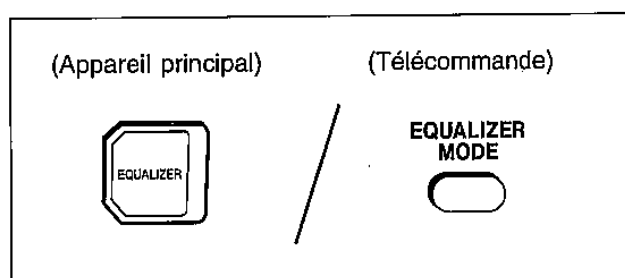 (Appareil principal)
(Télécommande)
EQUALIZER
EQUALIZER
MODE